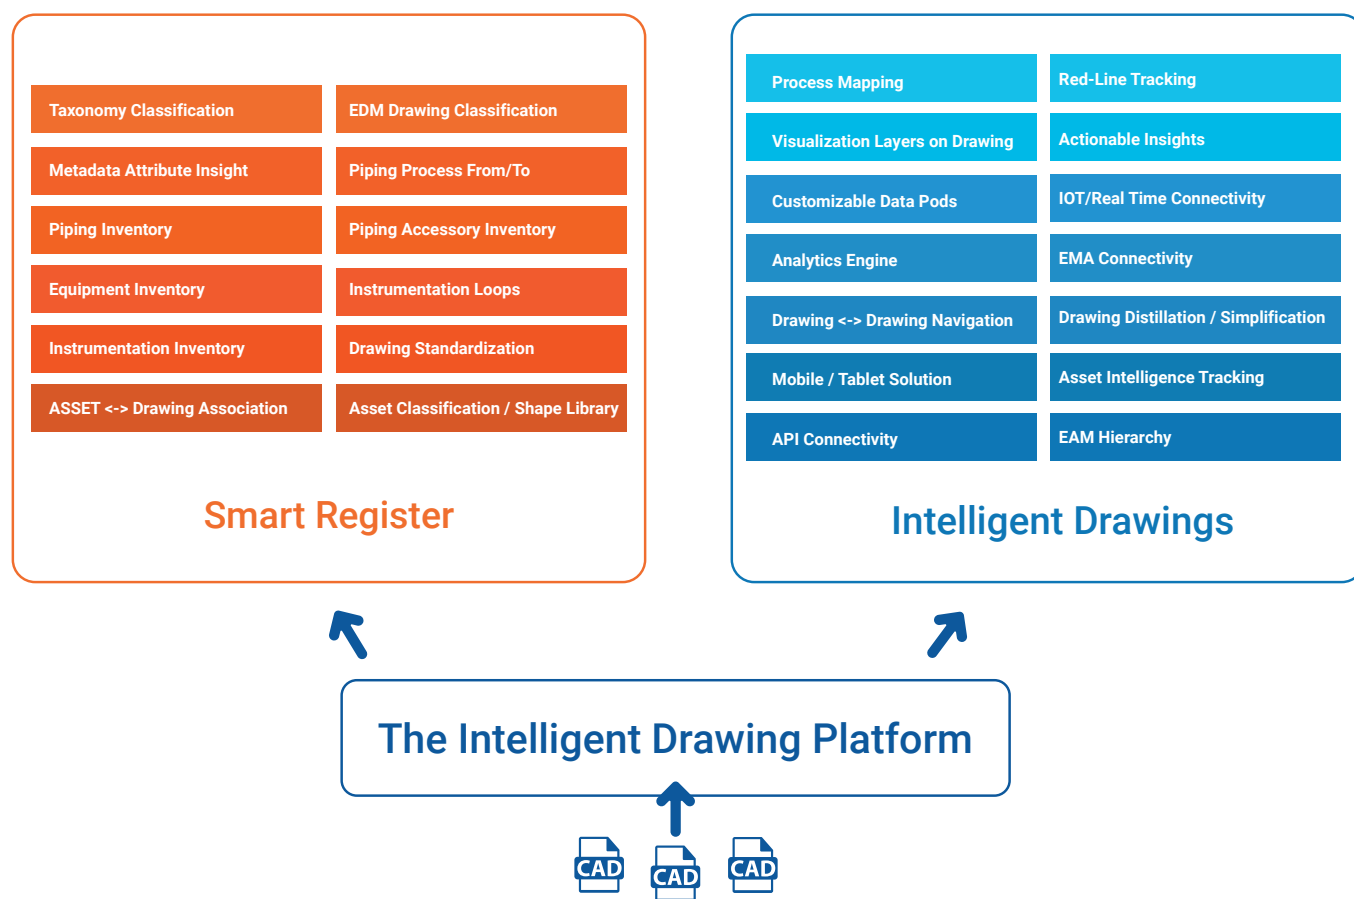 Taxonomy Classification
EDM Drawing Classification
Metadata Attribute Insight
Piping Process From/To
Piping Inventory
Piping Accessory Inventory
Equipment Inventory
Instrumentation Loops
Instrumentation Inventory
Drawing Standardization
ASSET <-> Drawing Association
Asset Classification / Shape Library
Smart Register
Process Mapping
Red-Line Tracking
Visualization Layers on Drawing
Actionable Insights
Customizable Data Pods
IOT/Real Time Connectivity
Analytics Engine
EMA Connectivity
Drawing <-> Drawing Navigation
Drawing Distillation / Simplification
Mobile / Tablet Solution
Asset Intelligence Tracking
API Connectivity
EAM Hierarchy
Intelligent Drawings
The Intelligent Drawing Platform
CAD
CAD
CAD